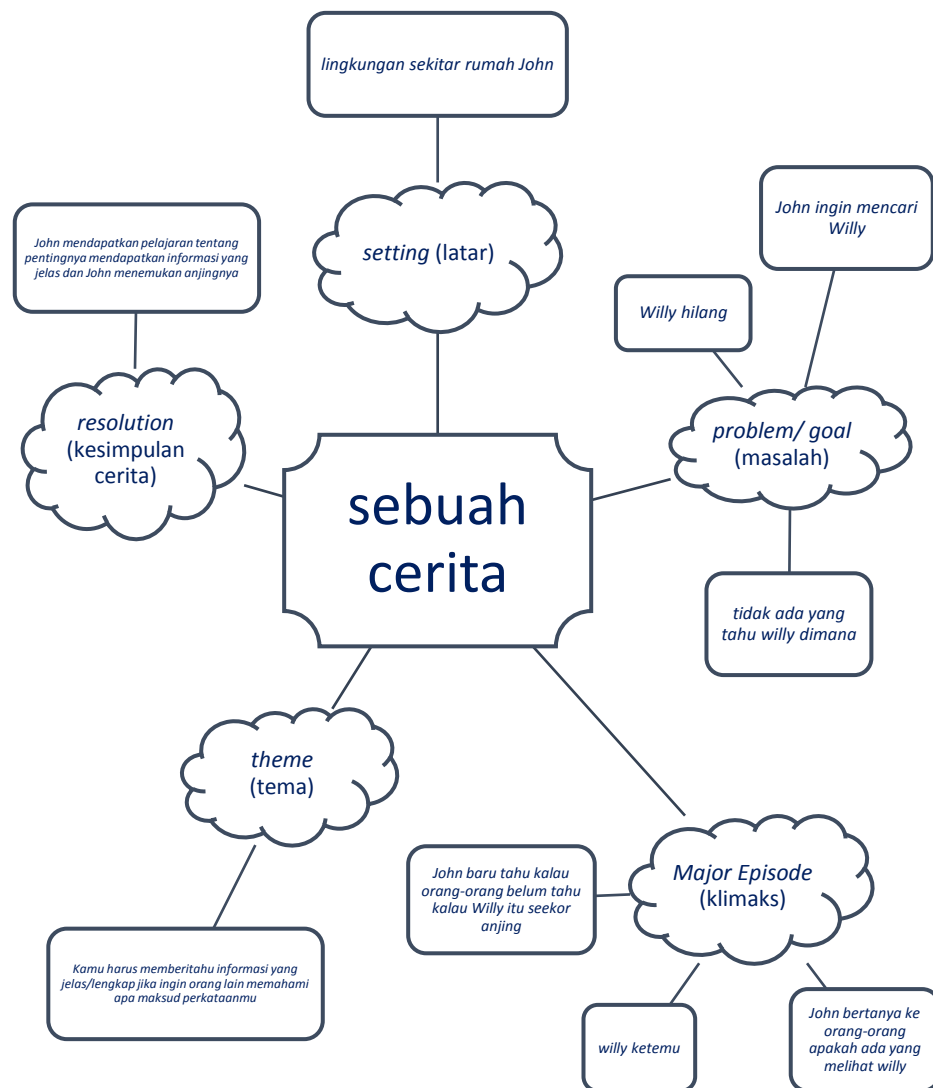 lingkungan sekitar rumah John
setting (latar)
John mendapatkan pelajaran tentang
pentingnya mendapatkan informasi yang
jelas dan John menemukan anjingnya
resolution
(kesimpulan
cerita)
John ingin mencari
Willy
Willy hilang
problem/ goal
(masalah)
tidak ada yang
tahu willy dimana
sebuah
cerita
theme
(tema)
Kamu harus memberitahu informasi yang
jelas/lengkap jika ingin orang lain memahami
apa maksud perkataanmu
Major Episode
(klimaks)
John baru tahu kalau
orang-orang belum tahu
kalau Willy itu seekor
anjing
willy ketemu
John bertanya ke
orang-orang
apakah ada yang
melihat willy